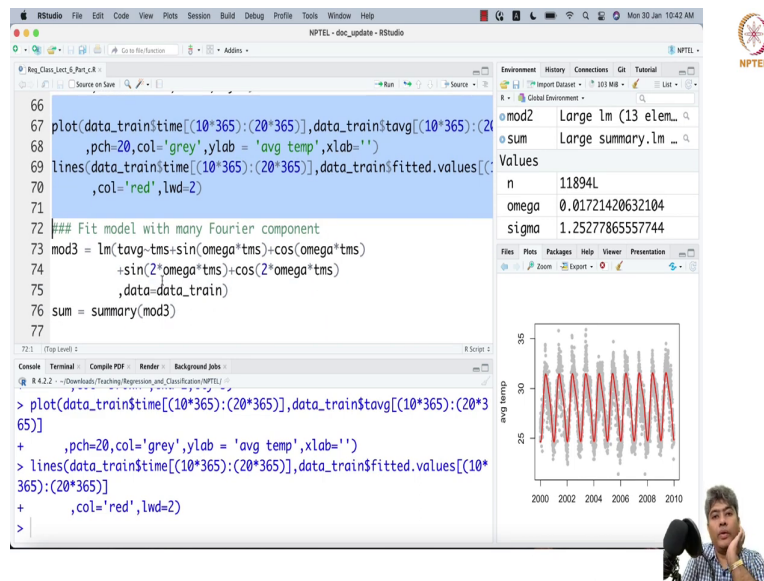 RStudio File Edit Code View Plots Session Build Debug Profile Tools Window Help Mon 30 Jan 10:42 AM
NPTEL - doc_update - RStudio
Go to file/function Addins NPTEL
Reg_Class_Lect_6_Part_c.R
Source on Save Run Source
66
67 plot(data_train$time[(10*365):(20*365)],data_train$tavg[(10*365):(20
68 ,pch=20,col='grey',ylab = 'avg temp',xlab='')
69 lines(data_train$time[(10*365):(20*365)],data_train$fitted.values[(
70 ,col='red',lwd=2)
71
72 ### Fit model with many Fourier component
73 mod3 = lm(tavg~tms+sin(omega*tms)+cos(omega*tms)
74 +sin(2*omega*tms)+cos(2*omega*tms)
75 ,data=data_train)
76 sum = summary(mod3)
77
72:1 (Top Level) R Script
Console Terminal Compile PDF Render Background Jobs
R 4.2.2 · ~/Downloads/Teaching/Regression_and_Classification/NPTEL/
> plot(data_train$time[(10*365):(20*365)],data_train$tavg[(10*365):(20*3
65)]
+ ,pch=20,col='grey',ylab = 'avg temp',xlab='')
> lines(data_train$time[(10*365):(20*365)],data_train$fitted.values[(10*
365):(20*365)]
+ ,col='red',lwd=2)
>
Environment History Connections Git Tutorial
Import Dataset 103 MiB List
R Global Environment
mod2 Large lm (13 elem…
sum Large summary.lm …
Values
n 11894L
omega 0.01721420632104
sigma 1.25277865557744
Files Plots Packages Help Viewer Presentation
Zoom Export
avg temp
35
30
25
2000 2002 2004 2006 2008 2010
NPTEL